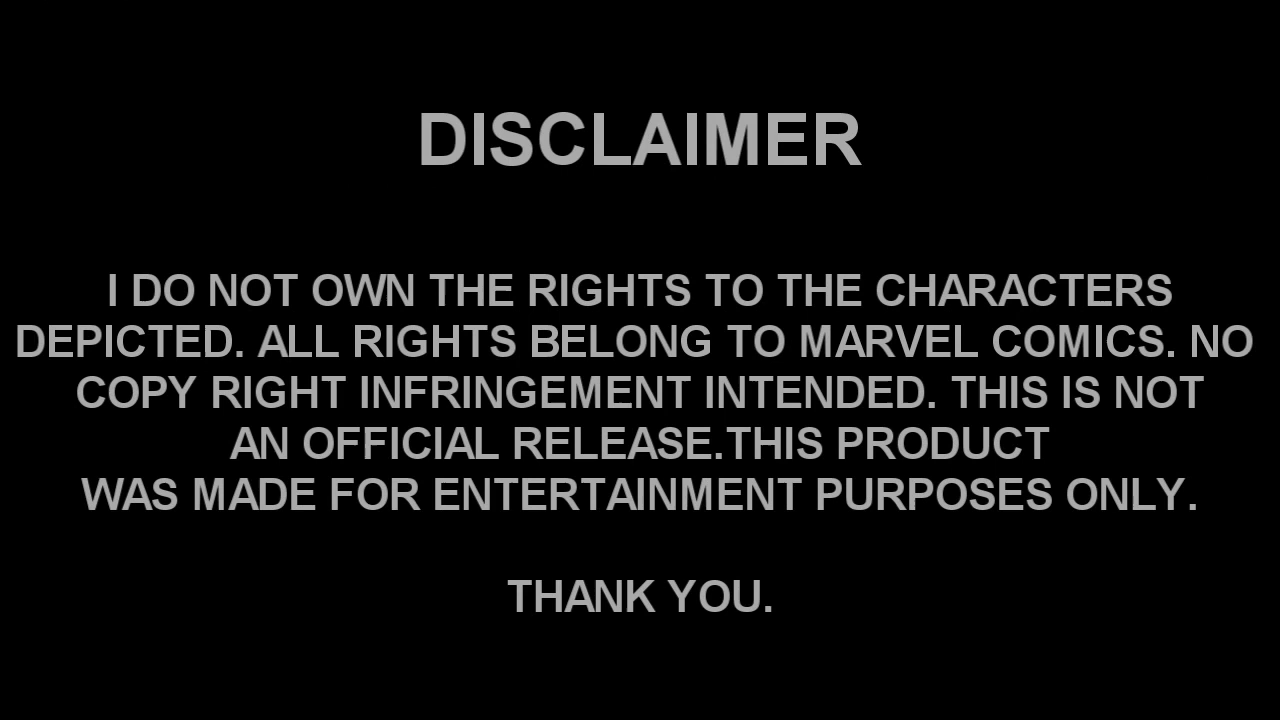 DISCLAIMER
I DO NOT OWN THE RIGHTS TO THE CHARACTERS
DEPICTED. ALL RIGHTS BELONG TO MARVEL COMICS. NO
COPY RIGHT INFRINGEMENT INTENDED. THIS IS NOT
AN OFFICIAL RELEASE.THIS PRODUCT
WAS MADE FOR ENTERTAINMENT PURPOSES ONLY.
THANK YOU.